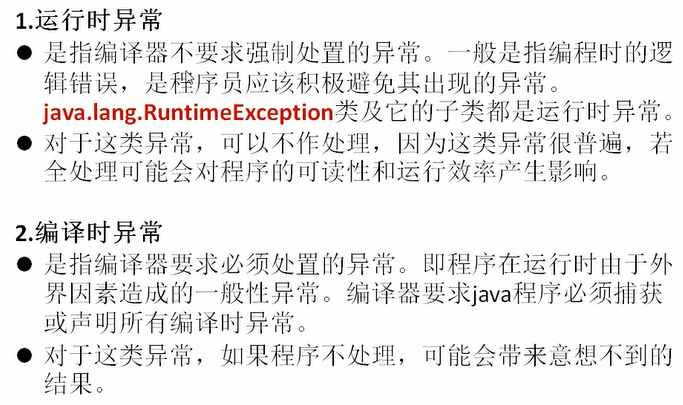 1.运行时异常
● 是指编译器不要求强制处置的异常。一般是指编程时的逻
辑错误，是程序员应该积极避免其出现的异常。
java.lang.RuntimeException类及它的子类都是运行时异常。
● 对于这类异常，可以不作处理，因为这类异常很普遍，若
全处理可能会对程序的可读性和运行效率产生影响。
2.编译时异常
● 是指编译器要求必须处置的异常。即程序在运行时由于外
界因素造成的一般性异常。编译器要求java程序必须捕获
或声明所有编译时异常。
● 对于这类异常，如果程序不处理，可能会带来意想不到的
结果。